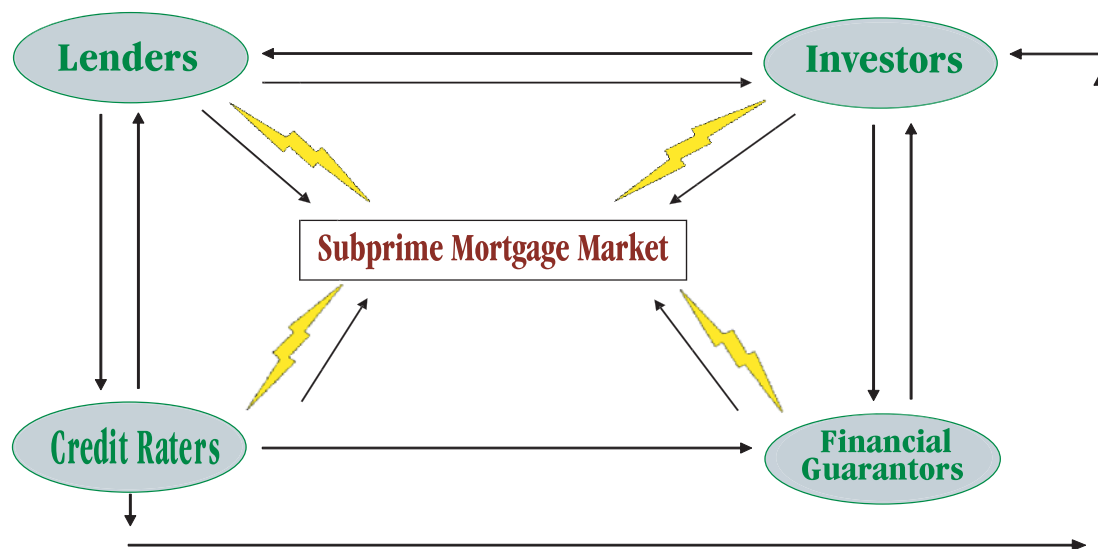 Lenders
Investors
Subprime Mortgage Market
Credit Raters
Financial
Guarantors